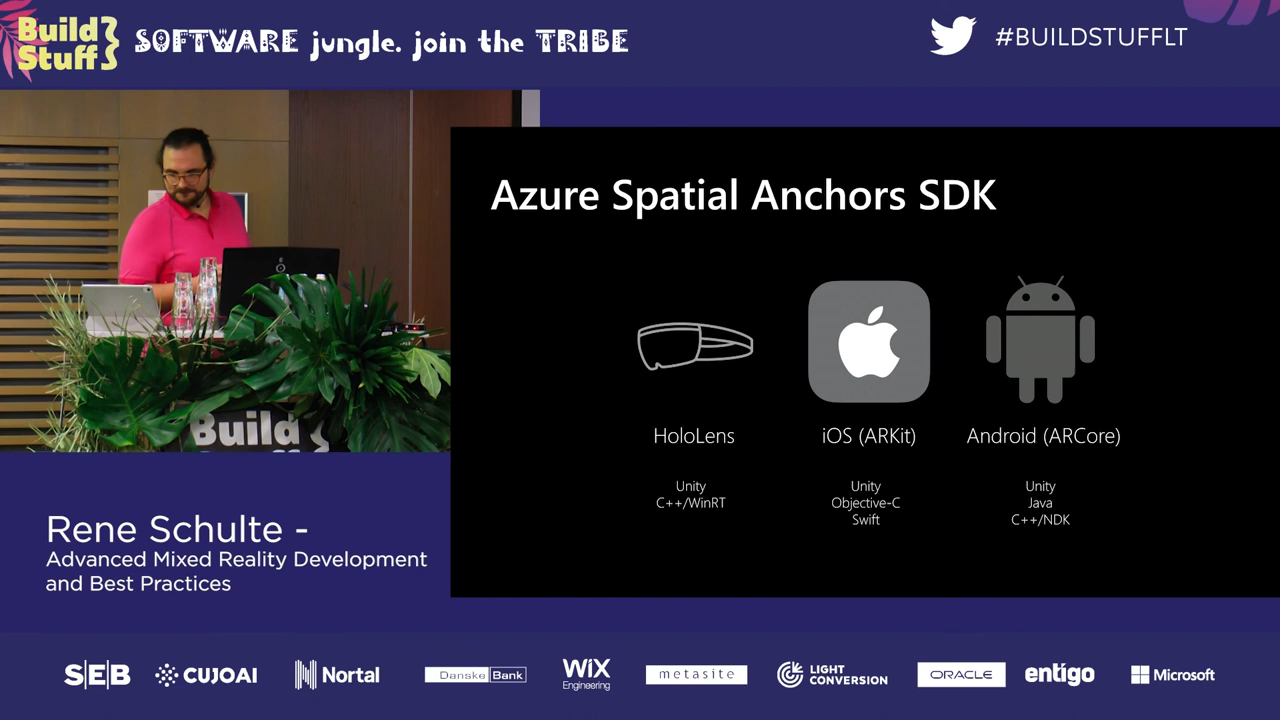 Build
Stuff
SOFTWARE jungle. join the TRIBE
#BUILDSTUFFLT
Azure Spatial Anchors SDK
HoloLens
iOS (ARKit)
Android (ARCore)
Unity
C++/WinRT
Unity
Objective-C
Swift
Unity
Java
C++/NDK
Build
Rene Schulte -
Advanced Mixed Reality Development
and Best Practices
SEB
CUJOAI
Nortal
Danske Bank
WiX
Engineering
metasite
LIGHT
CONVERSION
ORACLE
entigo
Microsoft